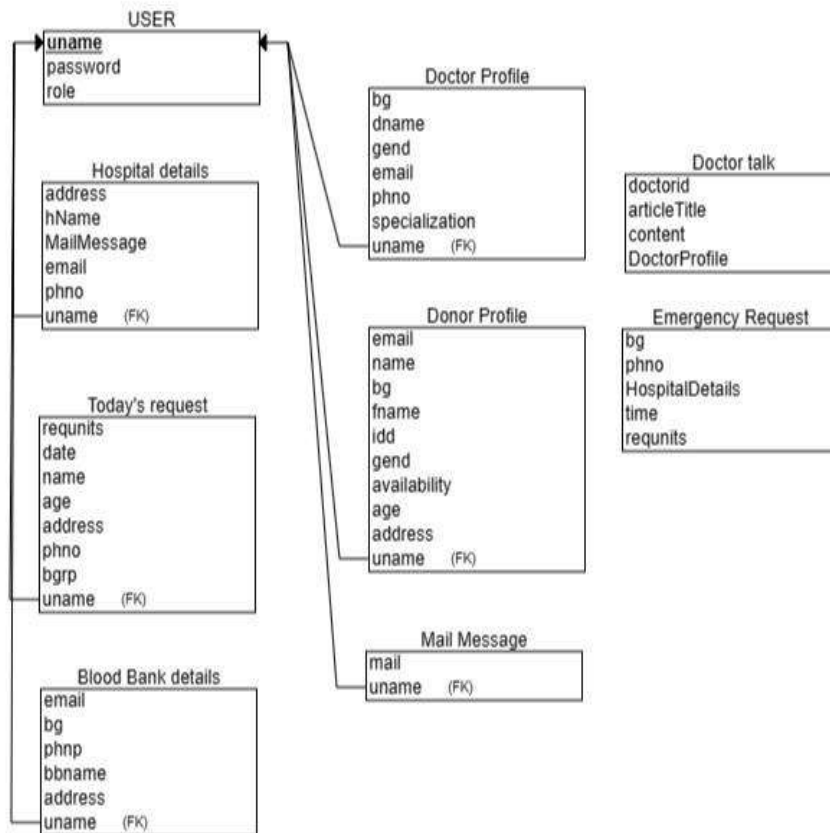 USER
uname
password
role
Hospital details
address
hName
MailMessage
email
phno
uname (FK)
Today's request
requnits
date
name
age
address
phno
bgrp
uname (FK)
Blood Bank details
email
bg
phnp
bbname
address
uname (FK)
Doctor Profile
bg
dname
gend
email
phno
specialization
uname (FK)
Donor Profile
email
name
bg
fname
idd
gend
availability
age
address
uname (FK)
Mail Message
mail
uname (FK)
Doctor talk
doctorid
articleTitle
content
DoctorProfile
Emergency Request
bg
phno
HospitalDetails
time
requnits